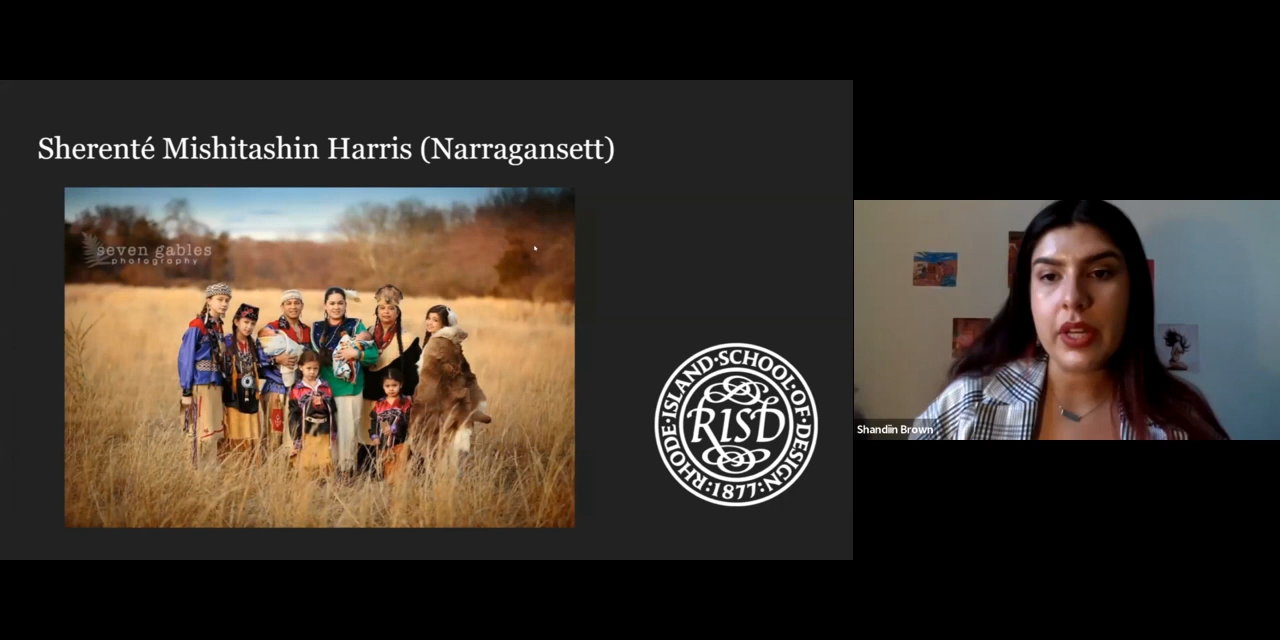 Sherenté Mishitashin Harris (Narragansett)
seven gables
photography
RHODE·ISLAND·SCHOOL·OF·DESIGN
RISD
:1877:
Shandiin Brown